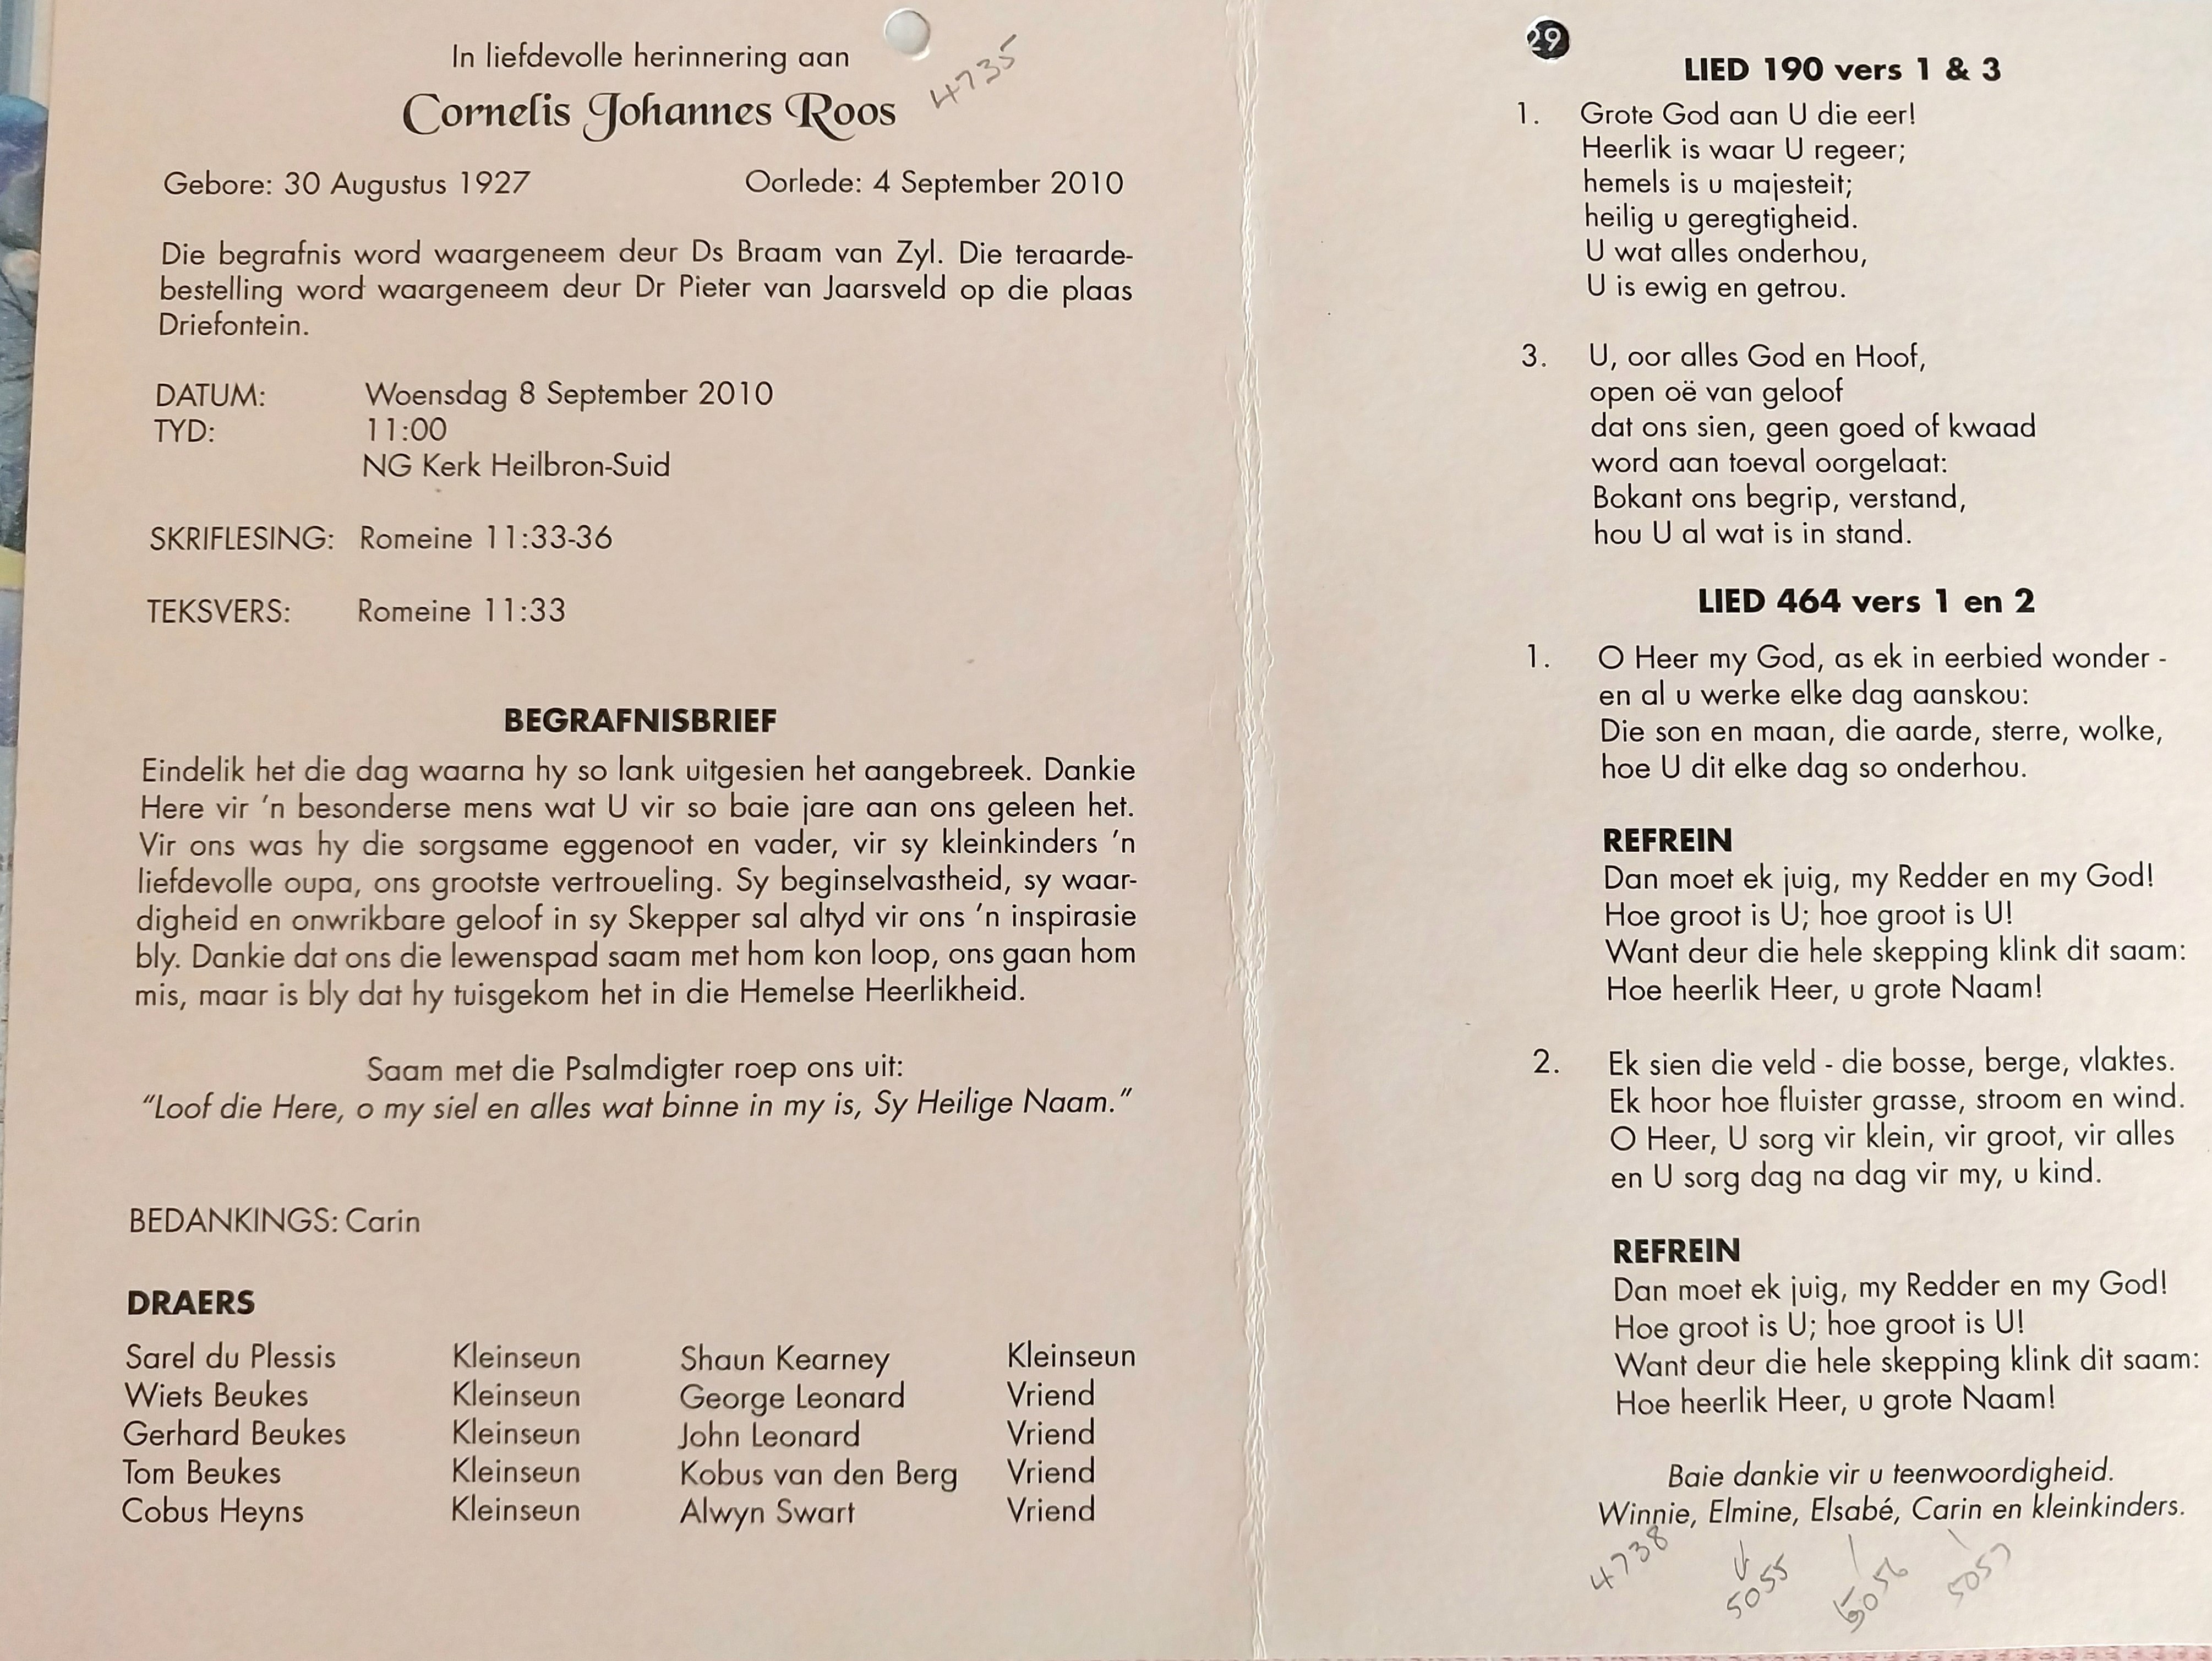 In liefdevolle herinnering aan
Cornelis Johannes Roos
4735
Gebore: 30 Augustus 1927 Oorlede: 4 September 2010
Die begrafnis word waargeneem deur Ds Braam van Zyl. Die teraarde-
bestelling word waargeneem deur Dr Pieter van Jaarsveld op die plaas
Driefontein.
DATUM: Woensdag 8 September 2010
TYD: 11:00
NG Kerk Heilbron-Suid
SKRIFLESING: Romeine 11:33-36
TEKSVERS: Romeine 11:33
BEGRAFNISBRIEF
Eindelik het die dag waarna hy so lank uitgesien het aangebreek. Dankie
Here vir 'n besonderse mens wat U vir so baie jare aan ons geleen het.
Vir ons was hy die sorgsame eggenoot en vader, vir sy kleinkinders 'n
liefdevolle oupa, ons grootste vertroueling. Sy beginselvastheid, sy waar-
digheid en onwrikbare geloof in sy Skepper sal altyd vir ons 'n inspirasie
bly. Dankie dat ons die lewenspad saam met hom kon loop, ons gaan hom
mis, maar is bly dat hy tuisgekom het in die Hemelse Heerlikheid.
Saam met die Psalmdigter roep ons uit:
"Loof die Here, o my siel en alles wat binne in my is, Sy Heilige Naam."
BEDANKINGS: Carin
DRAERS
Sarel du Plessis Kleinseun Shaun Kearney Kleinseun
Wiets Beukes Kleinseun George Leonard Vriend
Gerhard Beukes Kleinseun John Leonard Vriend
Tom Beukes Kleinseun Kobus van den Berg Vriend
Cobus Heyns Kleinseun Alwyn Swart Vriend
29
LIED 190 vers 1 & 3
1. Grote God aan U die eer!
Heerlik is waar U regeer;
hemels is u majesteit;
heilig u geregtigheid.
U wat alles onderhou,
U is ewig en getrou.
3. U, oor alles God en Hoof,
open oë van geloof
dat ons sien, geen goed of kwaad
word aan toeval oorgelaat:
Bokant ons begrip, verstand,
hou U al wat is in stand.
LIED 464 vers 1 en 2
1. O Heer my God, as ek in eerbied wonder -
en al u werke elke dag aanskou:
Die son en maan, die aarde, sterre, wolke,
hoe U dit elke dag so onderhou.
REFREIN
Dan moet ek juig, my Redder en my God!
Hoe groot is U; hoe groot is U!
Want deur die hele skepping klink dit saam:
Hoe heerlik Heer, u grote Naam!
2. Ek sien die veld - die bosse, berge, vlaktes.
Ek hoor hoe fluister grasse, stroom en wind.
O Heer, U sorg vir klein, vir groot, vir alles
en U sorg dag na dag vir my, u kind.
REFREIN
Dan moet ek juig, my Redder en my God!
Hoe groot is U; hoe groot is U!
Want deur die hele skepping klink dit saam:
Hoe heerlik Heer, u grote Naam!
Baie dankie vir u teenwoordigheid.
Winnie, Elmine, Elsabé, Carin en kleinkinders.
4738 5055 5056 5057